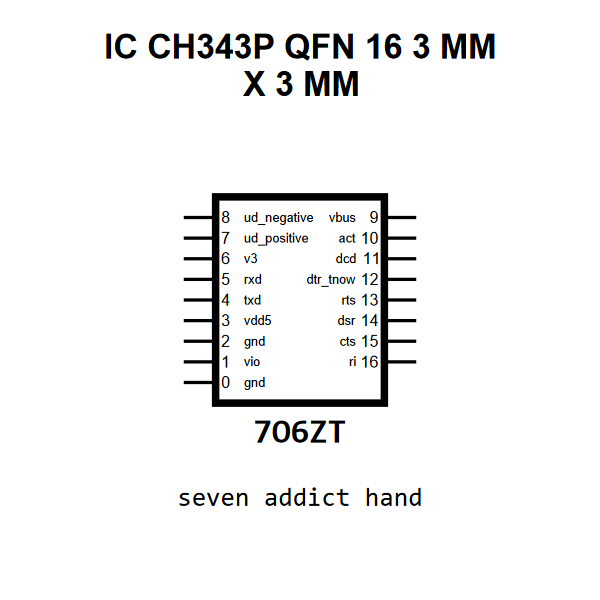 IC CH343P QFN 16 3 MM
X 3 MM
8 ud_negative vbus 9
7 ud_positive act 10
6 v3 dcd 11
5 rxd dtr_tnow 12
4 txd rts 13
3 vdd5 dsr 14
2 gnd cts 15
1 vio ri 16
0 gnd
706ZT
seven addict hand